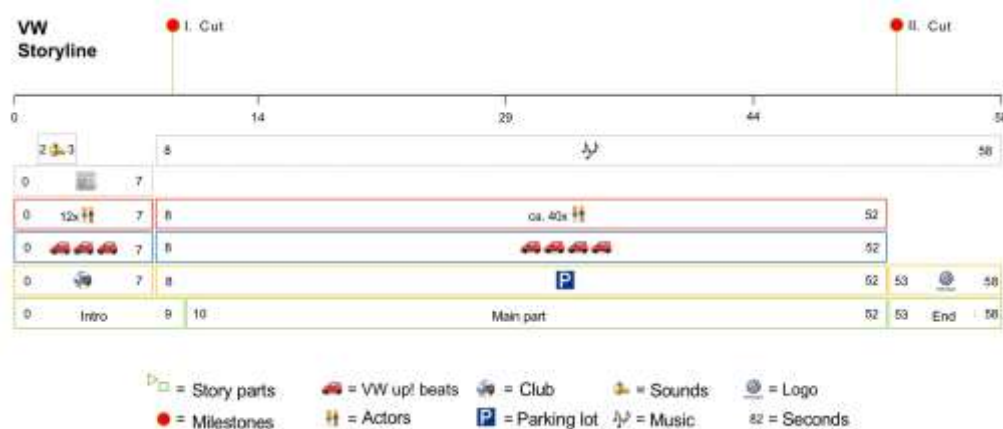 VW
Storyline
I. Cut
II. Cut
0 14 29 44 58
2 3 8 58
0 7
0 12x 7 8 ca. 40x 52
0 7 8 52
0 7 8 P 52 53 58
0 Intro 9 10 Main part 52 53 End 58
= Story parts = VW up! beats = Club = Sounds = Logo
= Milestones = Actors P = Parking lot = Music 82 = Seconds